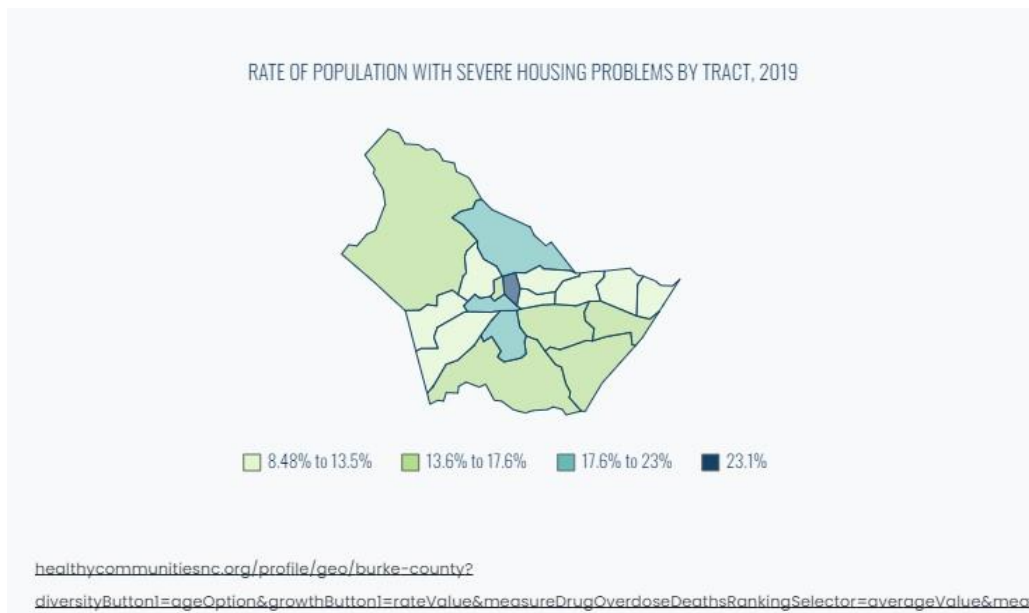 RATE OF POPULATION WITH SEVERE HOUSING PROBLEMS BY TRACT, 2019
8.48% to 13.5% 13.6% to 17.6% 17.6% to 23% 23.1%
healthycommunitiesnc.org/profile/geo/burke-county?
diversityButton1=ageOption&growthButton1=rateValue&measureDrugOverdoseDeathsRankingSelector=averageValue&mea